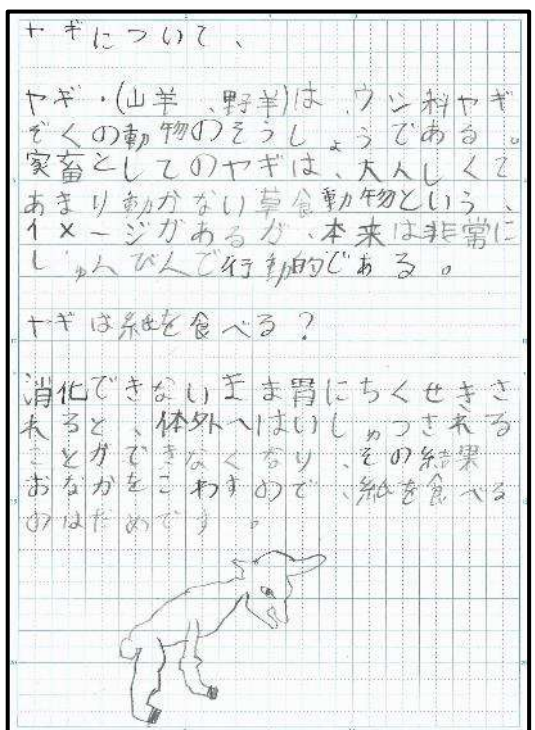 ヤギについて、
ヤギ・(山羊、野羊)は、ウシ科ヤギ
ぞくの動物のそうしょうである。
家畜としてのヤギは、大人しくて
あまり動かない草食動物という、
イメージがあるが、本来は非常に
しゅんびんで行動的である。
ヤギは紙を食べる?
消化できないまま胃にちくせきさ
れると、体外へはいしゅつされる
ことができなくなり、その結果
おなかをこわすので、紙を食べる
のはだめです。